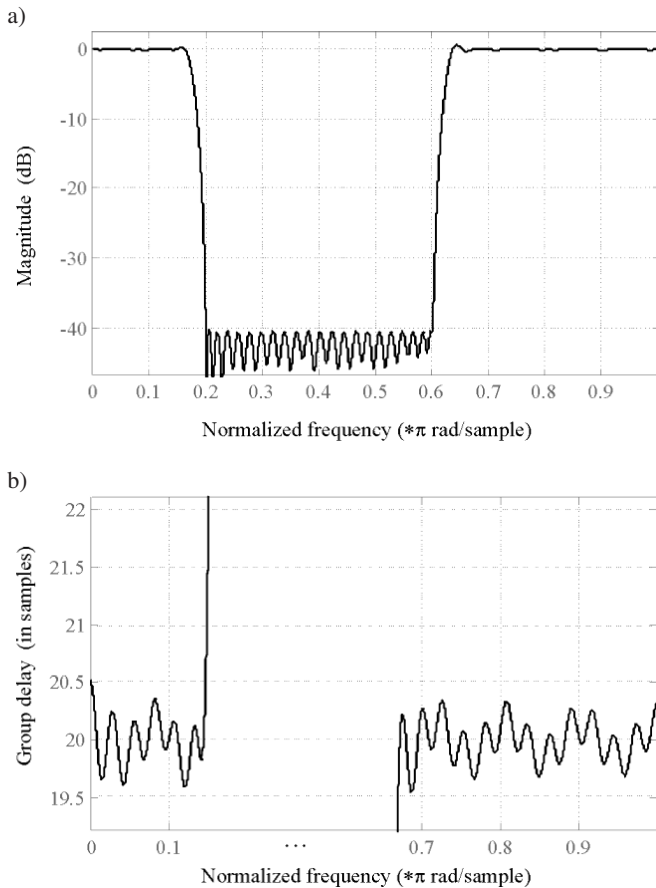 a)
0
-10
-20
-30
-40
Magnitude (dB)
0 0.1 0.2 0.3 0.4 0.5 0.6 0.7 0.8 0.9
Normalized frequency (*π rad/sample)
b)
22
21.5
21
20.5
20
19.5
Group delay (in samples)
0 0.1 ... 0.7 0.8 0.9
Normalized frequency (*π rad/sample)